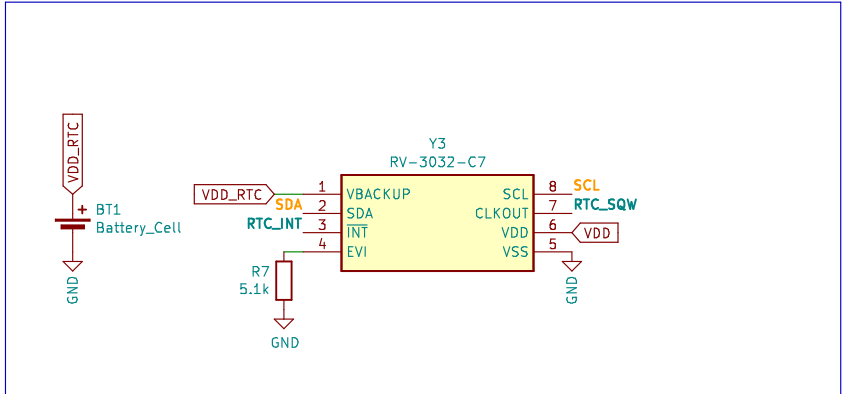 VDD_RTC
+
BT1
Battery_Cell
GND
Y3
RV-3032-C7
VDD_RTC
1
VBACKUP
SCL
8
SCL
SDA
2
SDA
CLKOUT
7
RTC_SQW
RTC_INT
3
INT
VDD
6
VDD
4
EVI
VSS
5
R7
5.1k
GND
GND